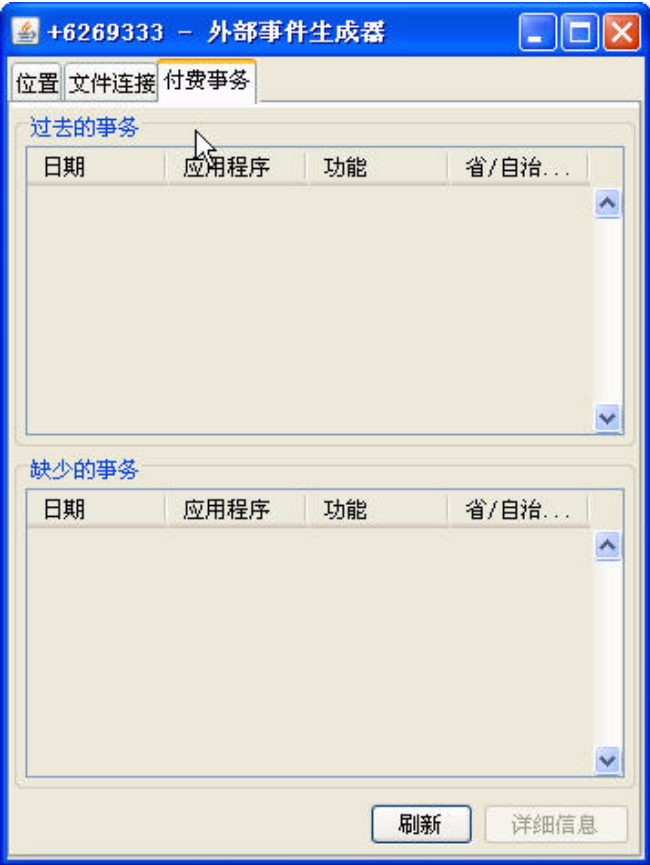 +6269333 - 外部事件生成器
位置 文件连接 付费事务
过去的事务
日期 应用程序 功能 省/自治...
缺少的事务
日期 应用程序 功能 省/自治...
刷新 详细信息